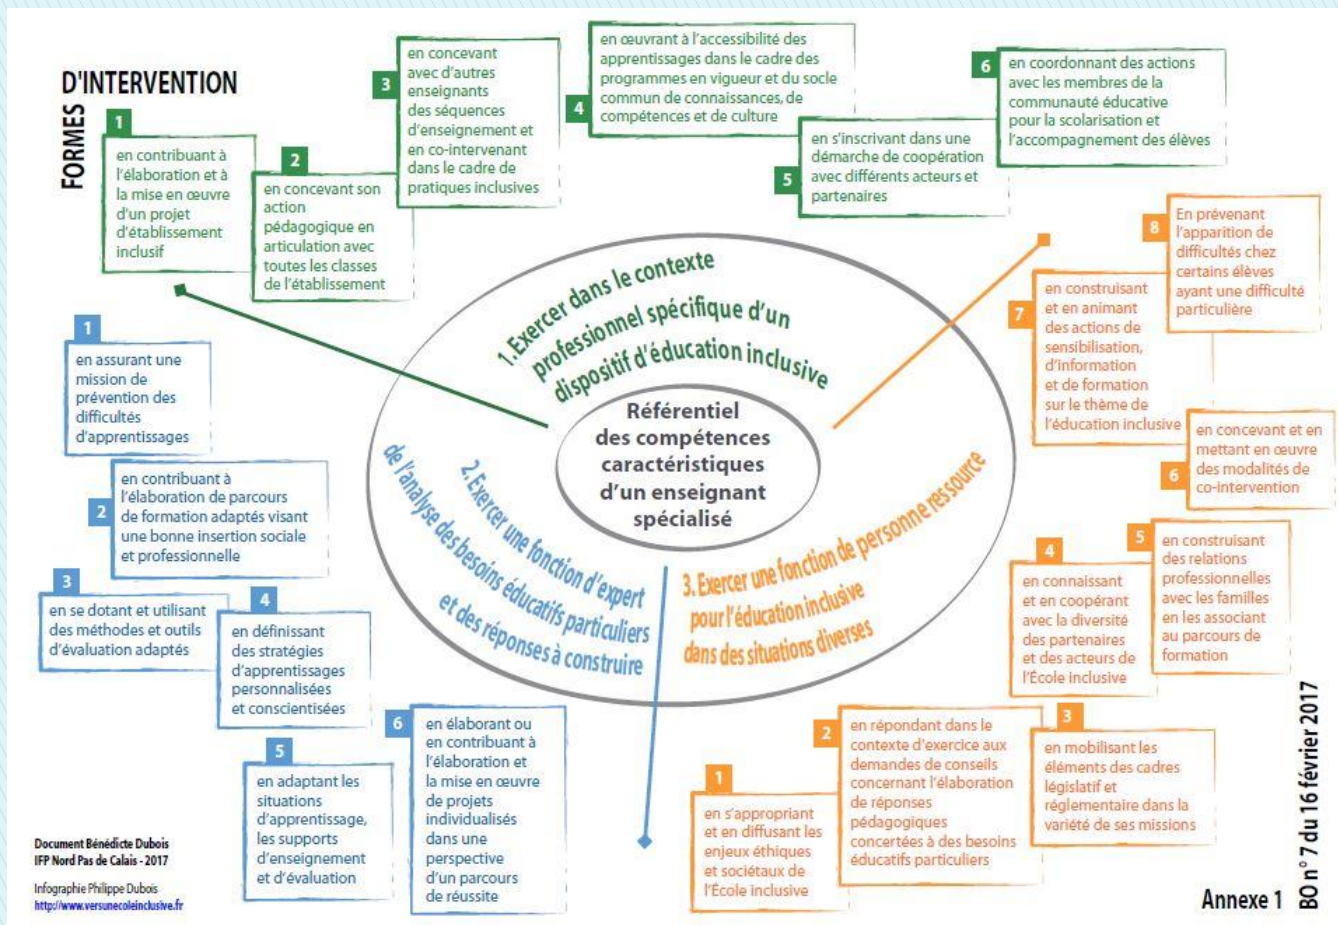 D'INTERVENTION
FORMES
1
en contribuant à
l'élaboration et à
la mise en œuvre
d'un projet
d'établissement
inclusif
2
en concevant son
action
pédagogique en
articulation avec
toutes les classes
de l'établissement
3
en concevant
avec d'autres
enseignants
des séquences
d'enseignement et
en co-intervenant
dans le cadre de
pratiques inclusives
4
en œuvrant à l'accessibilité des
apprentissages dans le cadre des
programmes en vigueur et du socle
commun de connaissances, de
compétences et de culture
5
en s'inscrivant dans une
démarche de coopération
avec différents acteurs et
partenaires
6
en coordonnant des actions
avec les membres de la
communauté éducative
pour la scolarisation et
l'accompagnement des élèves
1.Exercer dans le contexte
professionnel spécifique d'un
dispositif d'éducation inclusive
Référentiel
des compétences
caractéristiques
d'un enseignant
spécialisé
2. Exercer une fonction d'expert
de l'analyse des besoins éducatifs particuliers
et des réponses à construire
3. Exercer une fonction de personne ressource
pour l'éducation inclusive
dans des situations diverses
1
en assurant une
mission de
prévention des
difficultés
d'apprentissages
2
en contribuant à
l'élaboration de parcours
de formation adaptés visant
une bonne insertion sociale
et professionnelle
3
en se dotant et utilisant
des méthodes et outils
d'évaluation adaptés
4
en définissant
des stratégies
d'apprentissages
personnalisées
et conscientisées
5
en adaptant les
situations
d'apprentissage,
les supports
d'enseignement
et d'évaluation
6
en élaborant ou
en contribuant à
l'élaboration et
la mise en œuvre
de projets
individualisés
dans une
perspective
d'un parcours
de réussite
1
en s'appropriant
et en diffusant les
enjeux éthiques
et sociétaux de
l'École inclusive
2
en répondant dans le
contexte d'exercice aux
demandes de conseils
concernant l'élaboration
de réponses
pédagogiques
concertées à des besoins
éducatifs particuliers
3
en mobilisant les
éléments des cadres
législatif et
réglementaire dans la
variété de ses missions
4
en connaissant
et en coopérant
avec la diversité
des partenaires
et des acteurs de
l'École inclusive
5
en construisant
des relations
professionnelles
avec les familles
en les associant
au parcours de
formation
6
en concevant et en
mettant en œuvre
des modalités de
co-intervention
7
en construisant
et en animant
des actions de
sensibilisation,
d'information
et de formation
sur le thème de
l'éducation inclusive
8
En prévenant
l'apparition de
difficultés chez
certains élèves
ayant une difficulté
particulière
Document Bénédicte Dubois
IFP Nord Pas de Calais - 2017
Infographie Philippe Dubois
http://www.versunecoleinclusive.fr
Annexe 1
BO n° 7 du 16 février 2017